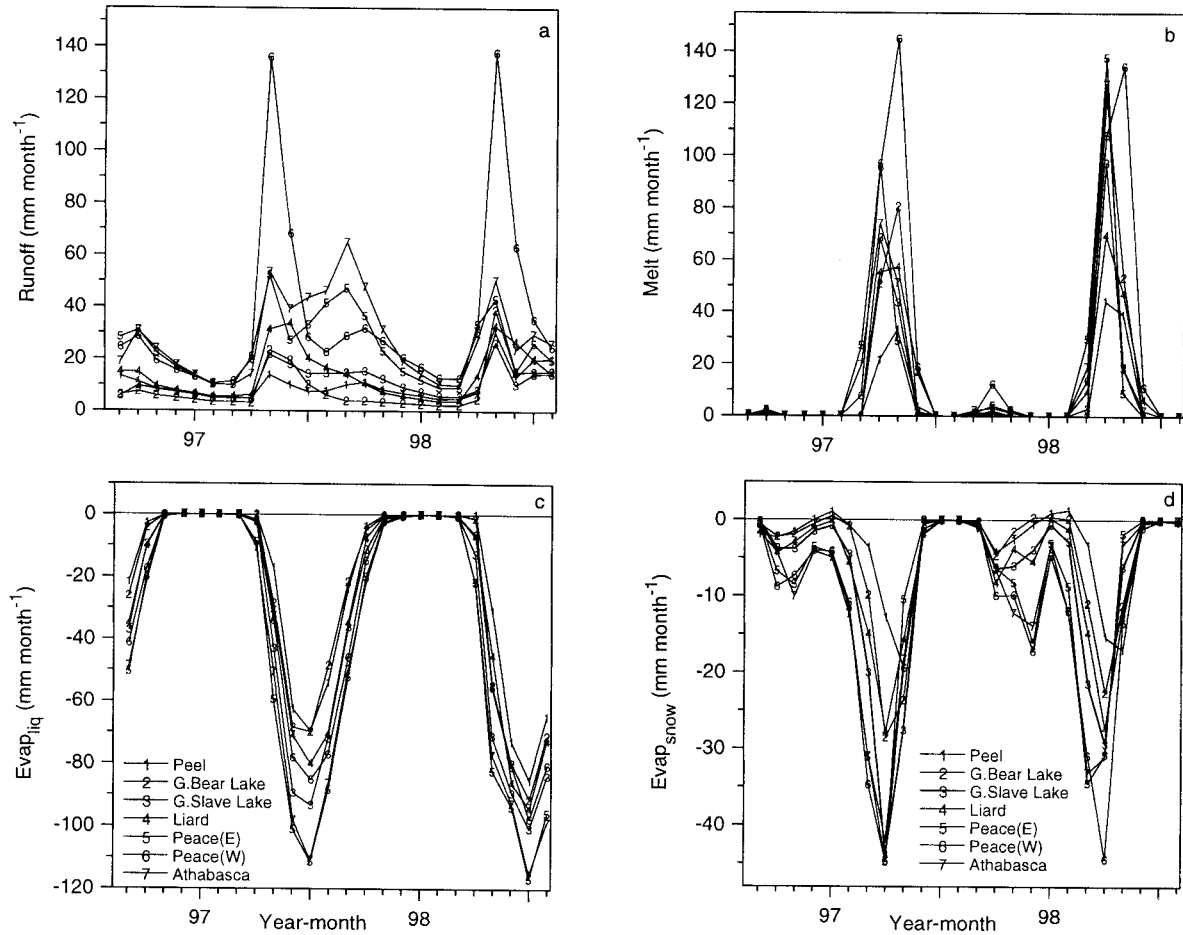 a
Runoff (mm month⁻¹)
140
120
100
80
60
40
20
0
97
98
b
Melt (mm month⁻¹)
140
120
100
80
60
40
20
0
97
98
c
Evap_liq (mm month⁻¹)
0
-20
-40
-60
-80
-100
-120
1 Peel
2 G.Bear Lake
3 G.Slave Lake
4 Liard
5 Peace(E)
6 Peace(W)
7 Athabasca
97
98
Year-month
d
Evap_snow (mm month⁻¹)
0
-10
-20
-30
-40
1 Peel
2 G.Bear Lake
3 G.Slave Lake
4 Liard
5 Peace(E)
6 Peace(W)
7 Athabasca
97
98
Year-month